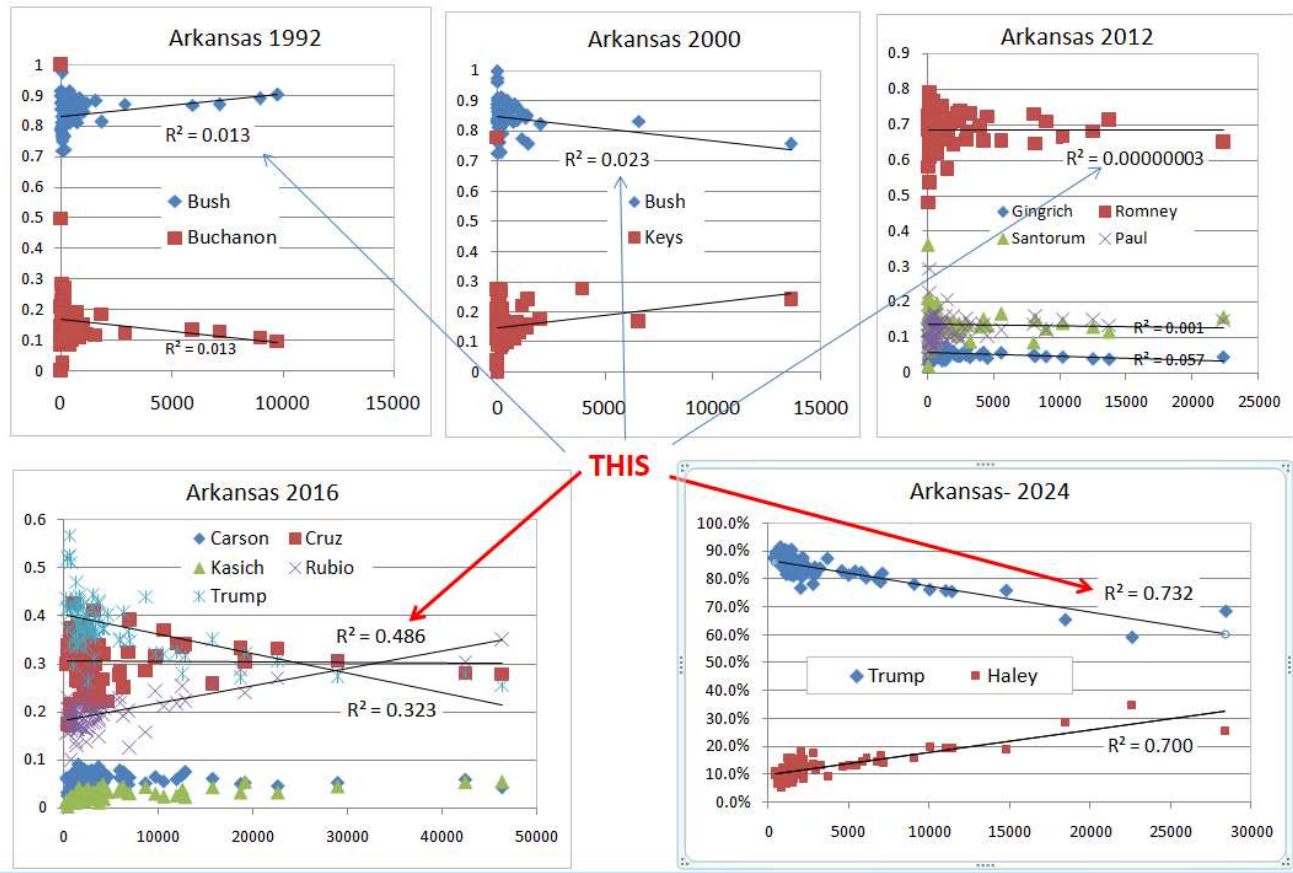 Arkansas 1992
1
0.9
0.8
0.7
0.6
0.5
0.4
0.3
0.2
0.1
0
0 5000 10000 15000
R² = 0.013
Bush
Buchanon
R² = 0.013
Arkansas 2000
1
0.9
0.8
0.7
0.6
0.5
0.4
0.3
0.2
0.1
0
0 5000 10000 15000
R² = 0.023
Bush
Keys
Arkansas 2012
0.9
0.8
0.7
0.6
0.5
0.4
0.3
0.2
0.1
0
0 5000 10000 15000 20000 25000
R² = 0.00000003
Gingrich Romney
Santorum Paul
R² = 0.001
R² = 0.057
THIS
Arkansas 2016
0.6
0.5
0.4
0.3
0.2
0.1
0
0 10000 20000 30000 40000 50000
Carson Cruz
Kasich Rubio
Trump
R² = 0.486
R² = 0.323
Arkansas- 2024
100.0%
90.0%
80.0%
70.0%
60.0%
50.0%
40.0%
30.0%
20.0%
10.0%
0.0%
0 5000 10000 15000 20000 25000 30000
R² = 0.732
Trump Haley
R² = 0.700